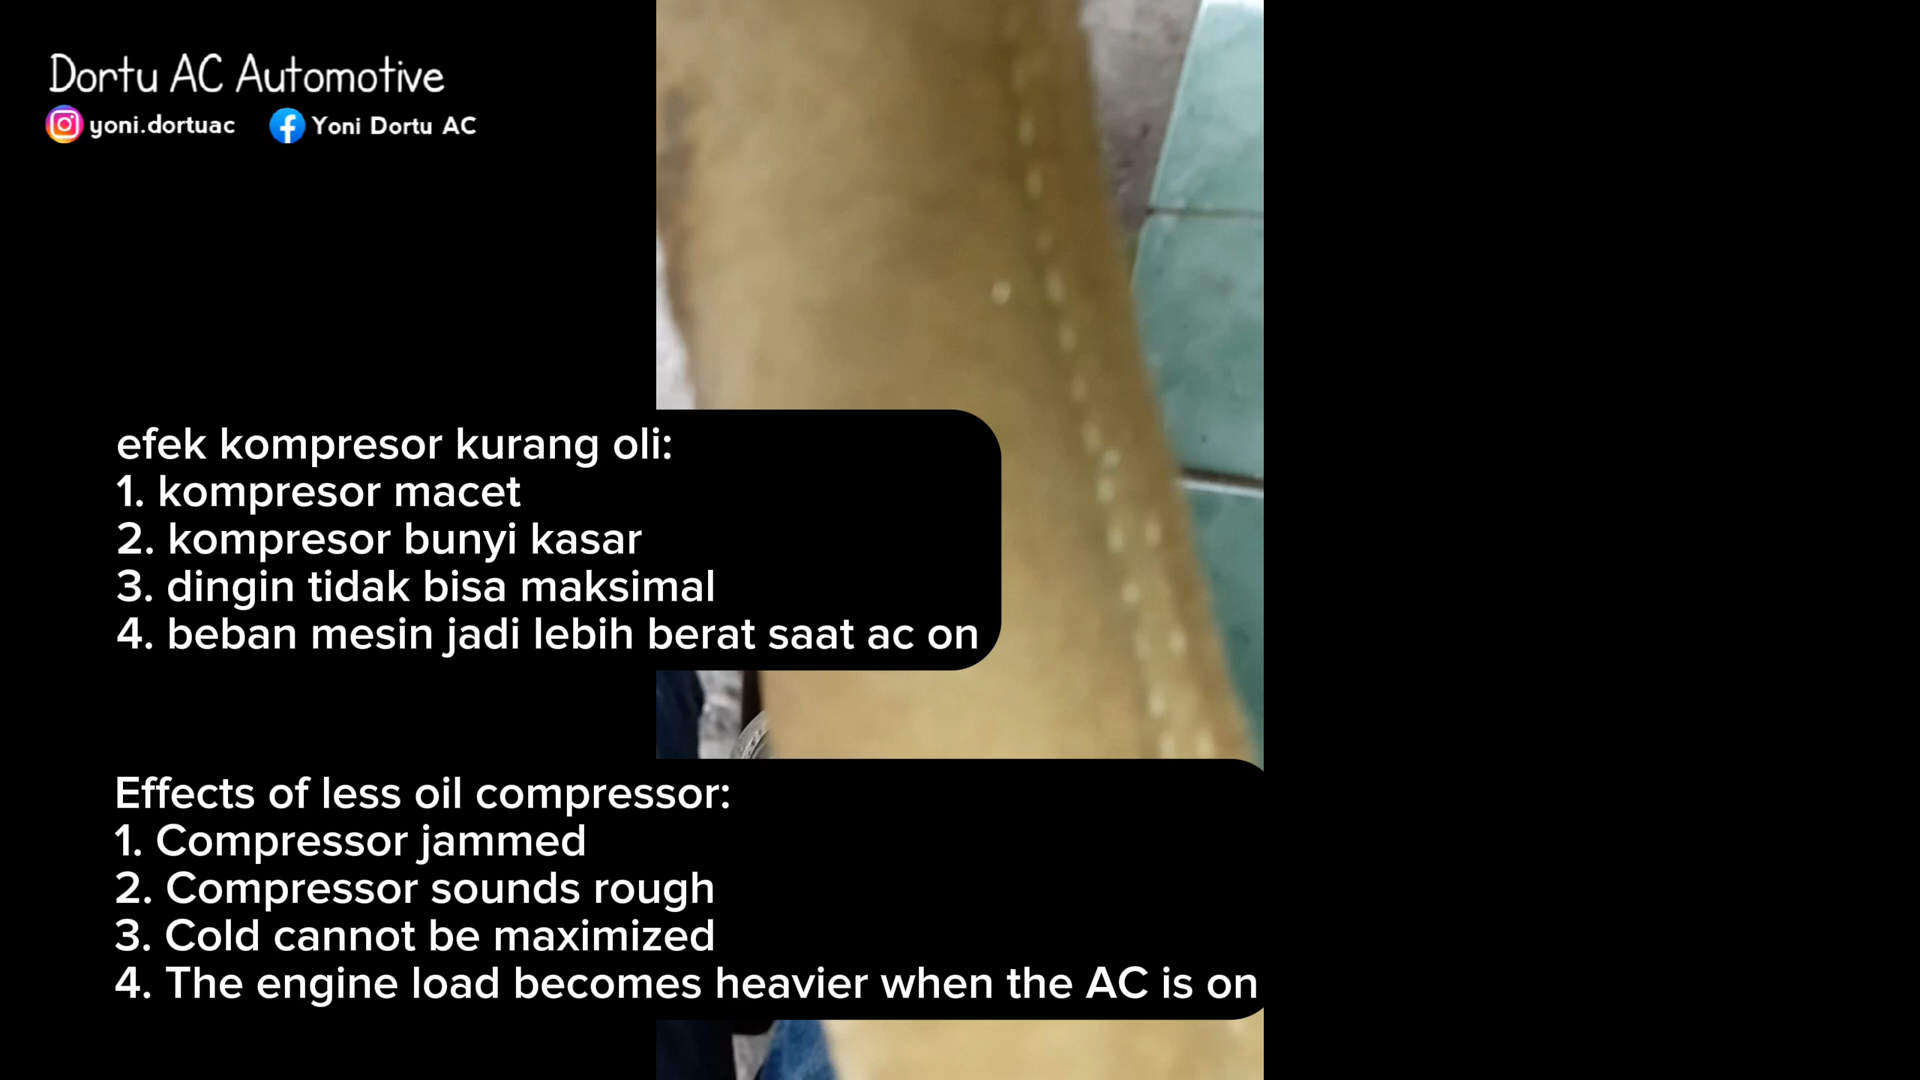 Dortu AC Automotive
yoni.dortuac Yoni Dortu AC
efek kompresor kurang oli:
1. kompresor macet
2. kompresor bunyi kasar
3. dingin tidak bisa maksimal
4. beban mesin jadi lebih berat saat ac on
Effects of less oil compressor:
1. Compressor jammed
2. Compressor sounds rough
3. Cold cannot be maximized
4. The engine load becomes heavier when the AC is on